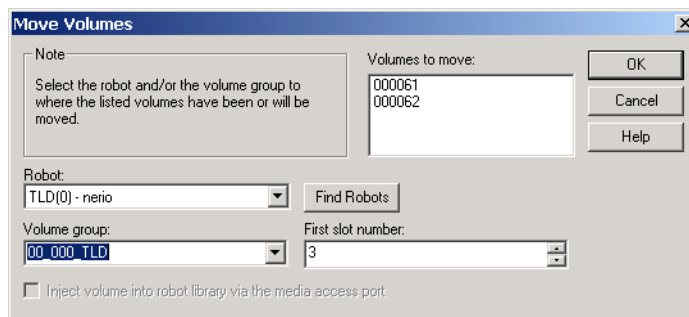 Move Volumes
Note
Select the robot and/or the volume group to
where the listed volumes have been or will be
moved.
Volumes to move:
000061
000062
OK
Cancel
Help
Robot:
TLD(0) - nerio
Find Robots
Volume group:
00_000_TLD
First slot number:
3
Inject volume into robot library via the media access port